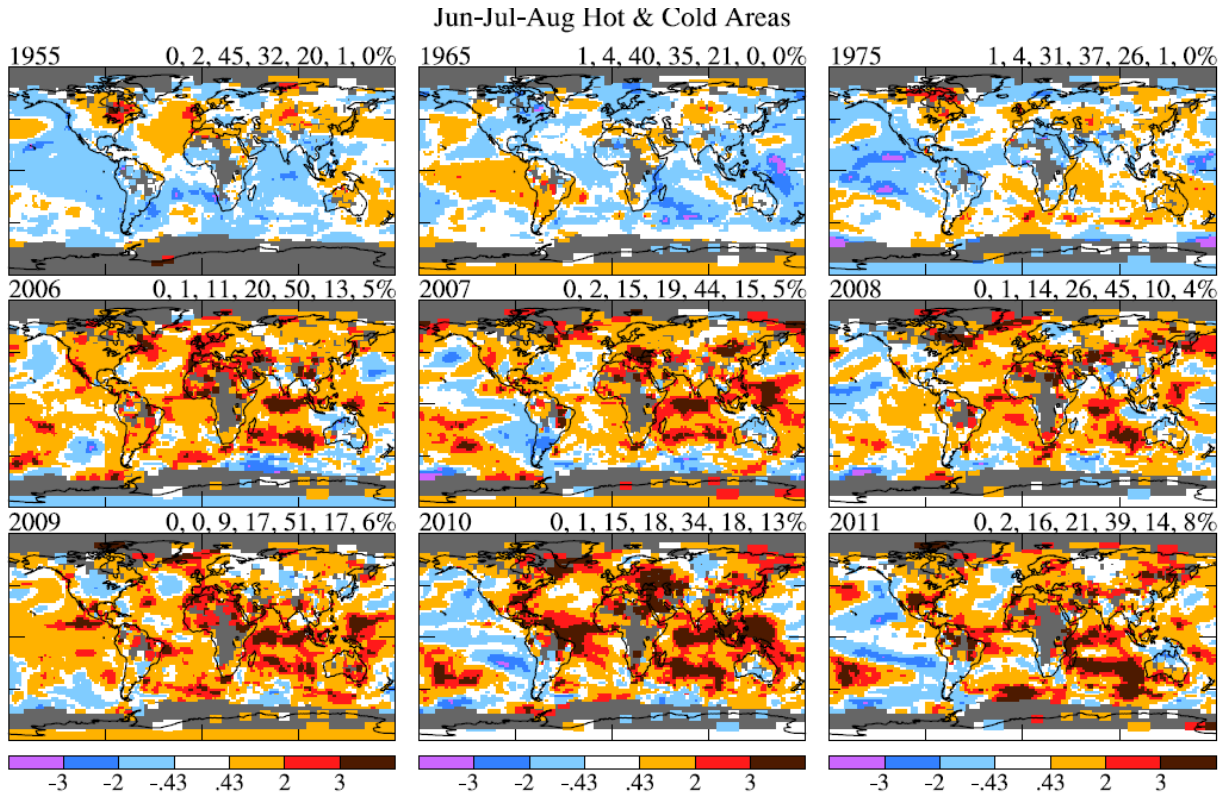 Jun-Jul-Aug Hot & Cold Areas
1955 0, 2, 45, 32, 20, 1, 0%
1965 1, 4, 40, 35, 21, 0, 0%
1975 1, 4, 31, 37, 26, 1, 0%
2006 0, 1, 11, 20, 50, 13, 5%
2007 0, 2, 15, 19, 44, 15, 5%
2008 0, 1, 14, 26, 45, 10, 4%
2009 0, 0, 9, 17, 51, 17, 6%
2010 0, 1, 15, 18, 34, 18, 13%
2011 0, 2, 16, 21, 39, 14, 8%
-3 -2 -.43 .43 2 3
-3 -2 -.43 .43 2 3
-3 -2 -.43 .43 2 3